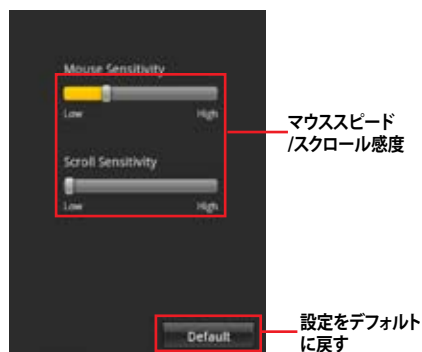 Mouse Sensitivity
Low High
マウススピード
/スクロール感度
Scroll Sensitivity
Low High
Default
設定をデフォルト
に戻す